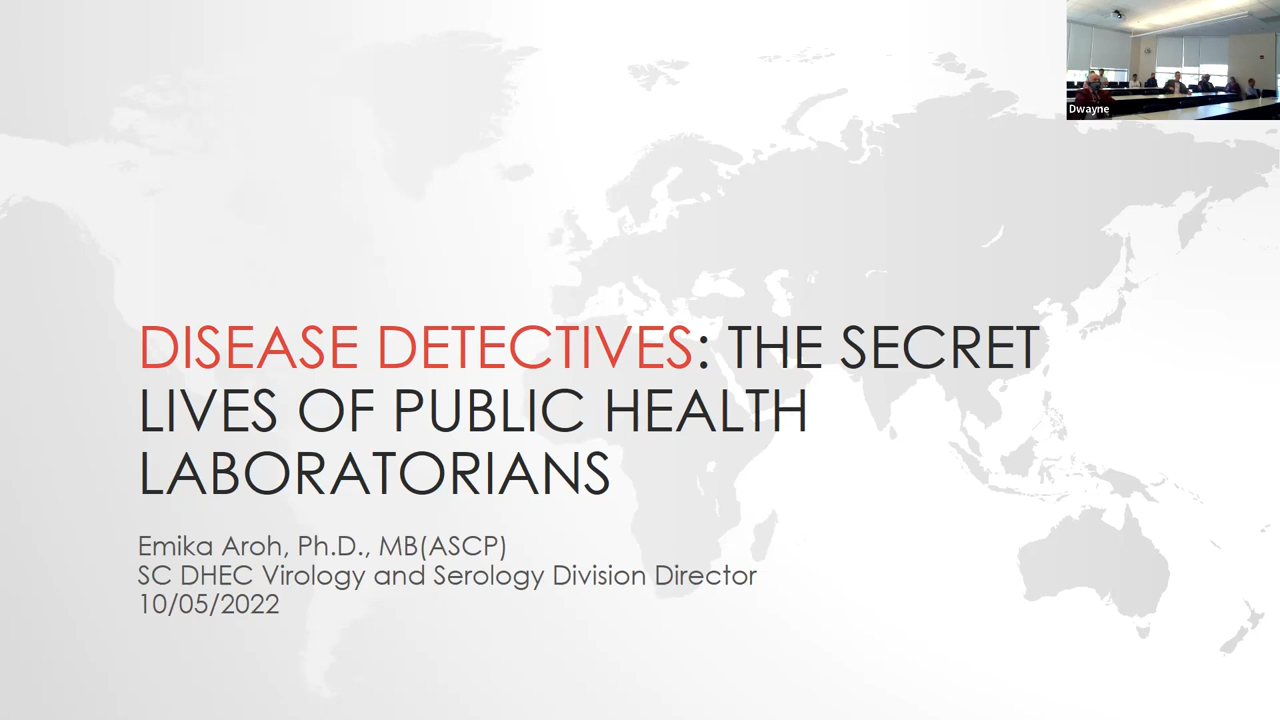 Dwayne
DISEASE DETECTIVES: THE SECRET
LIVES OF PUBLIC HEALTH
LABORATORIANS
Emika Aroh, Ph.D., MB(ASCP)
SC DHEC Virology and Serology Division Director
10/05/2022